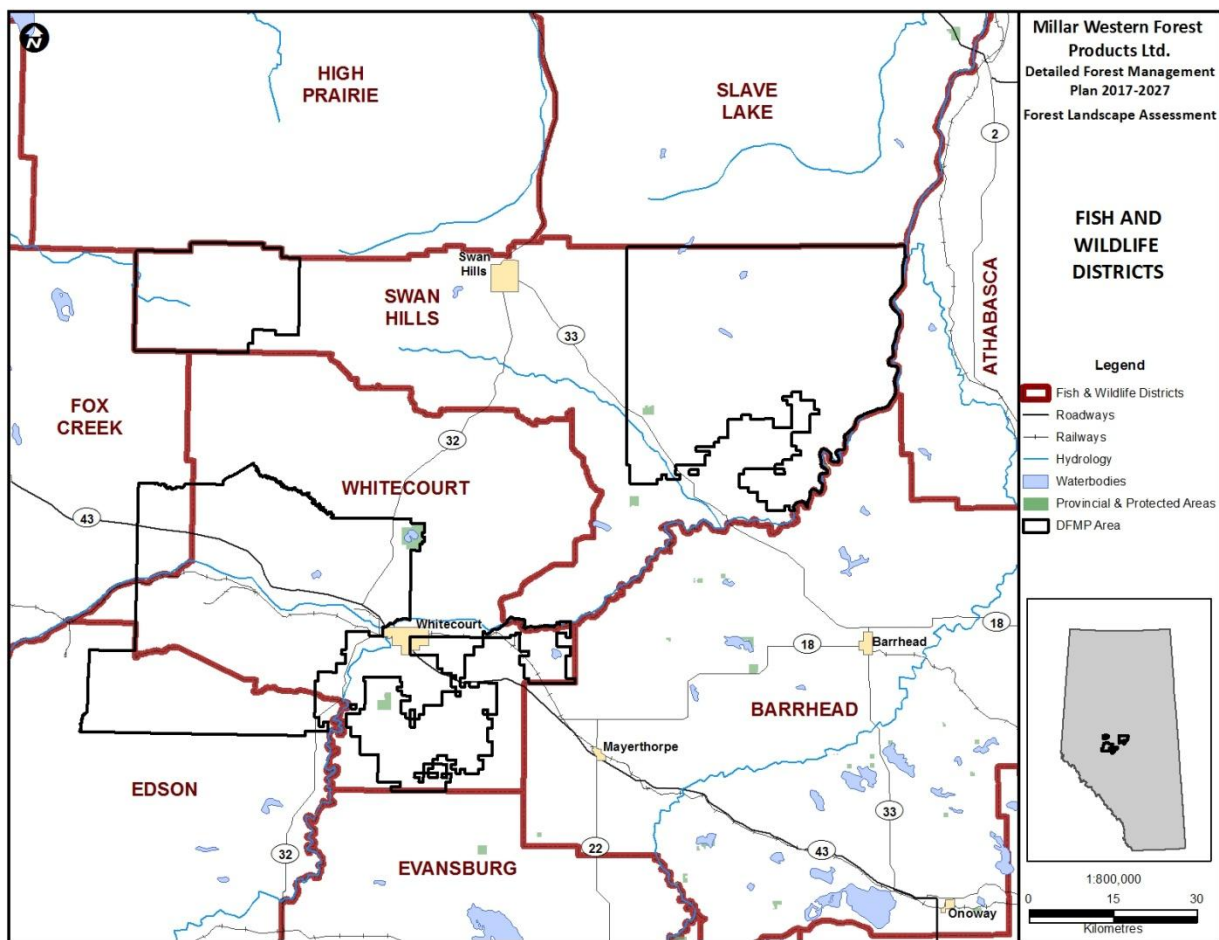 HIGH
PRAIRIE
SLAVE
LAKE
2
Swan
Hills
SWAN
HILLS
33
ATHABASCA
FOX
CREEK
32
WHITECOURT
43
Whitecourt
18
18
Barrhead
BARRHEAD
Mayerthorpe
EDSON
33
32
EVANSBURG
22
43
Onoway
N
Millar Western Forest
Products Ltd.
Detailed Forest Management
Plan 2017-2027
Forest Landscape Assessment
FISH AND
WILDLIFE
DISTRICTS
Legend
Fish & Wildlife Districts
Roadways
Railways
Hydrology
Waterbodies
Provincial & Protected Areas
DFMP Area
1:800,000
0 15 30
Kilometres